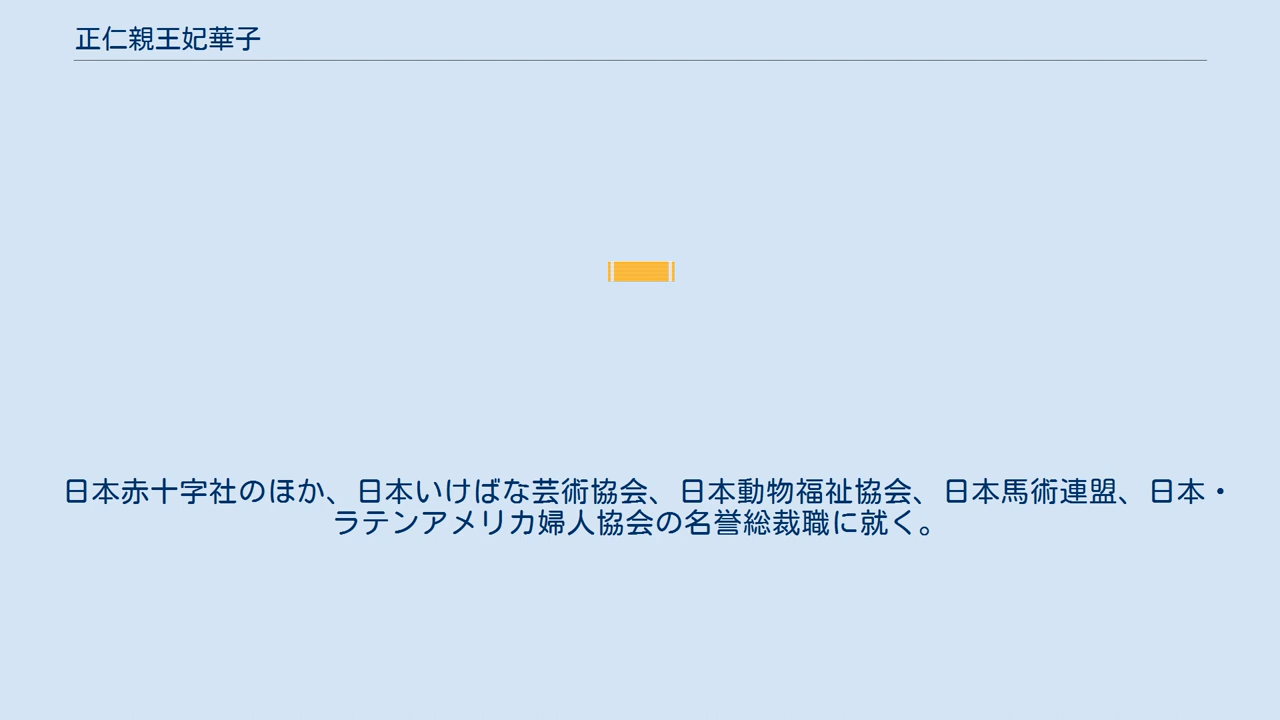 正仁親王妃華子
日本赤十字社のほか、日本いけばな芸術協会、日本動物福祉協会、日本馬術連盟、日本・
ラテンアメリカ婦人協会の名誉総裁職に就く。